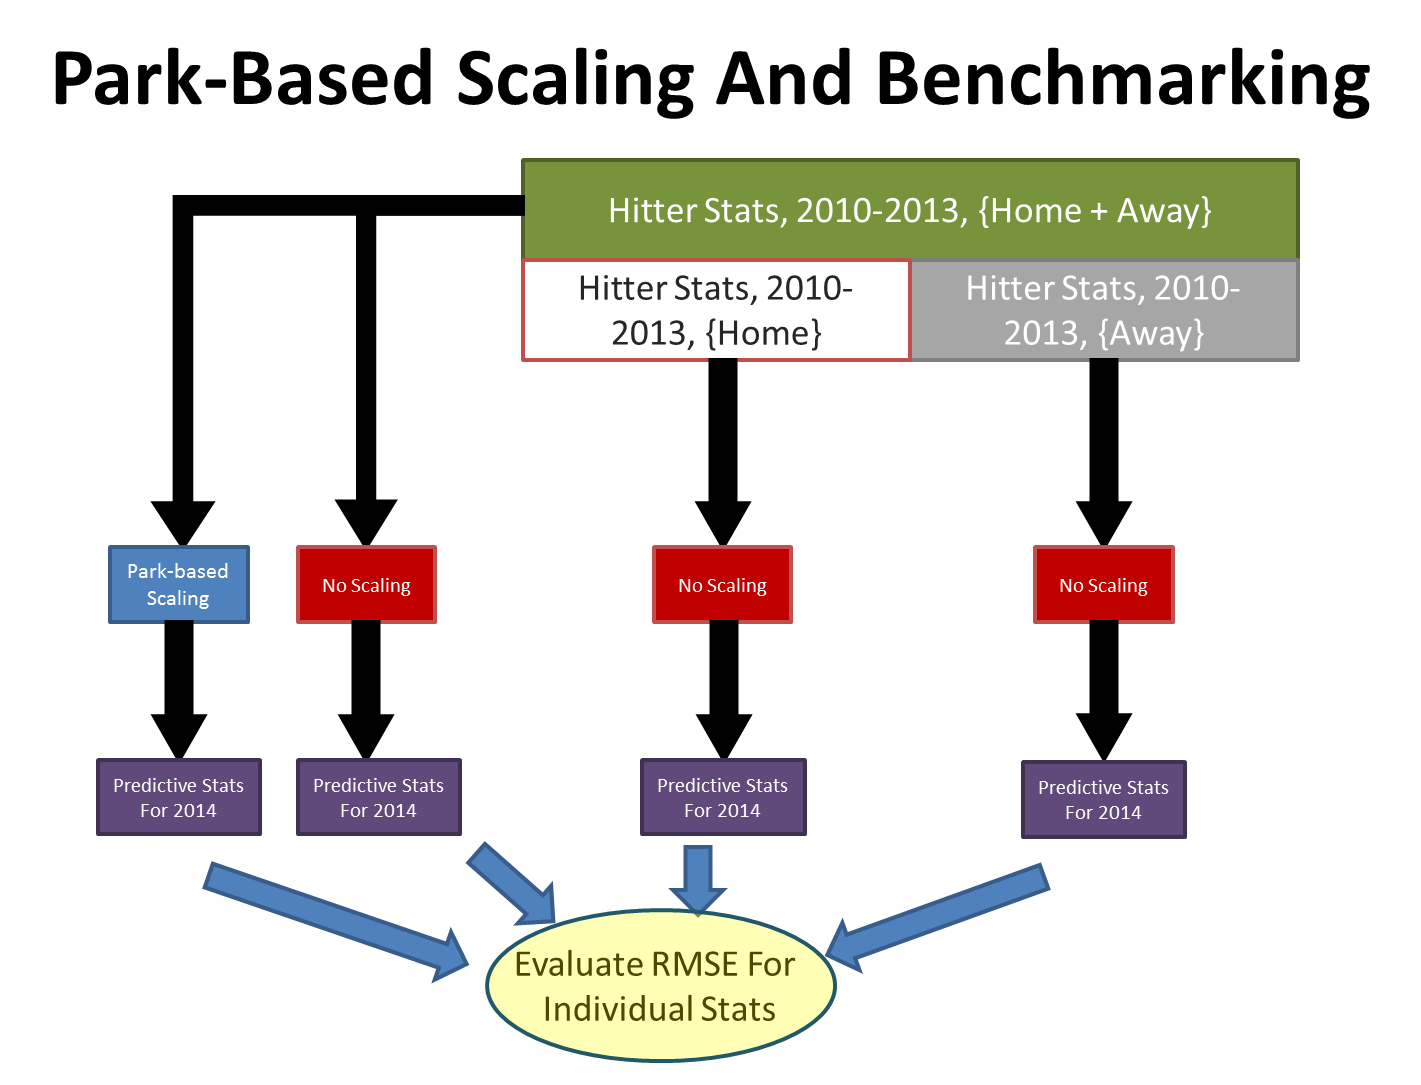 Park-Based Scaling And Benchmarking
Hitter Stats, 2010-2013, {Home + Away}
Hitter Stats, 2010-
2013, {Home}
Hitter Stats, 2010-
2013, {Away}
Park-based
Scaling
No Scaling
No Scaling
No Scaling
Predictive Stats
For 2014
Predictive Stats
For 2014
Predictive Stats
For 2014
Predictive Stats
For 2014
Evaluate RMSE For
Individual Stats